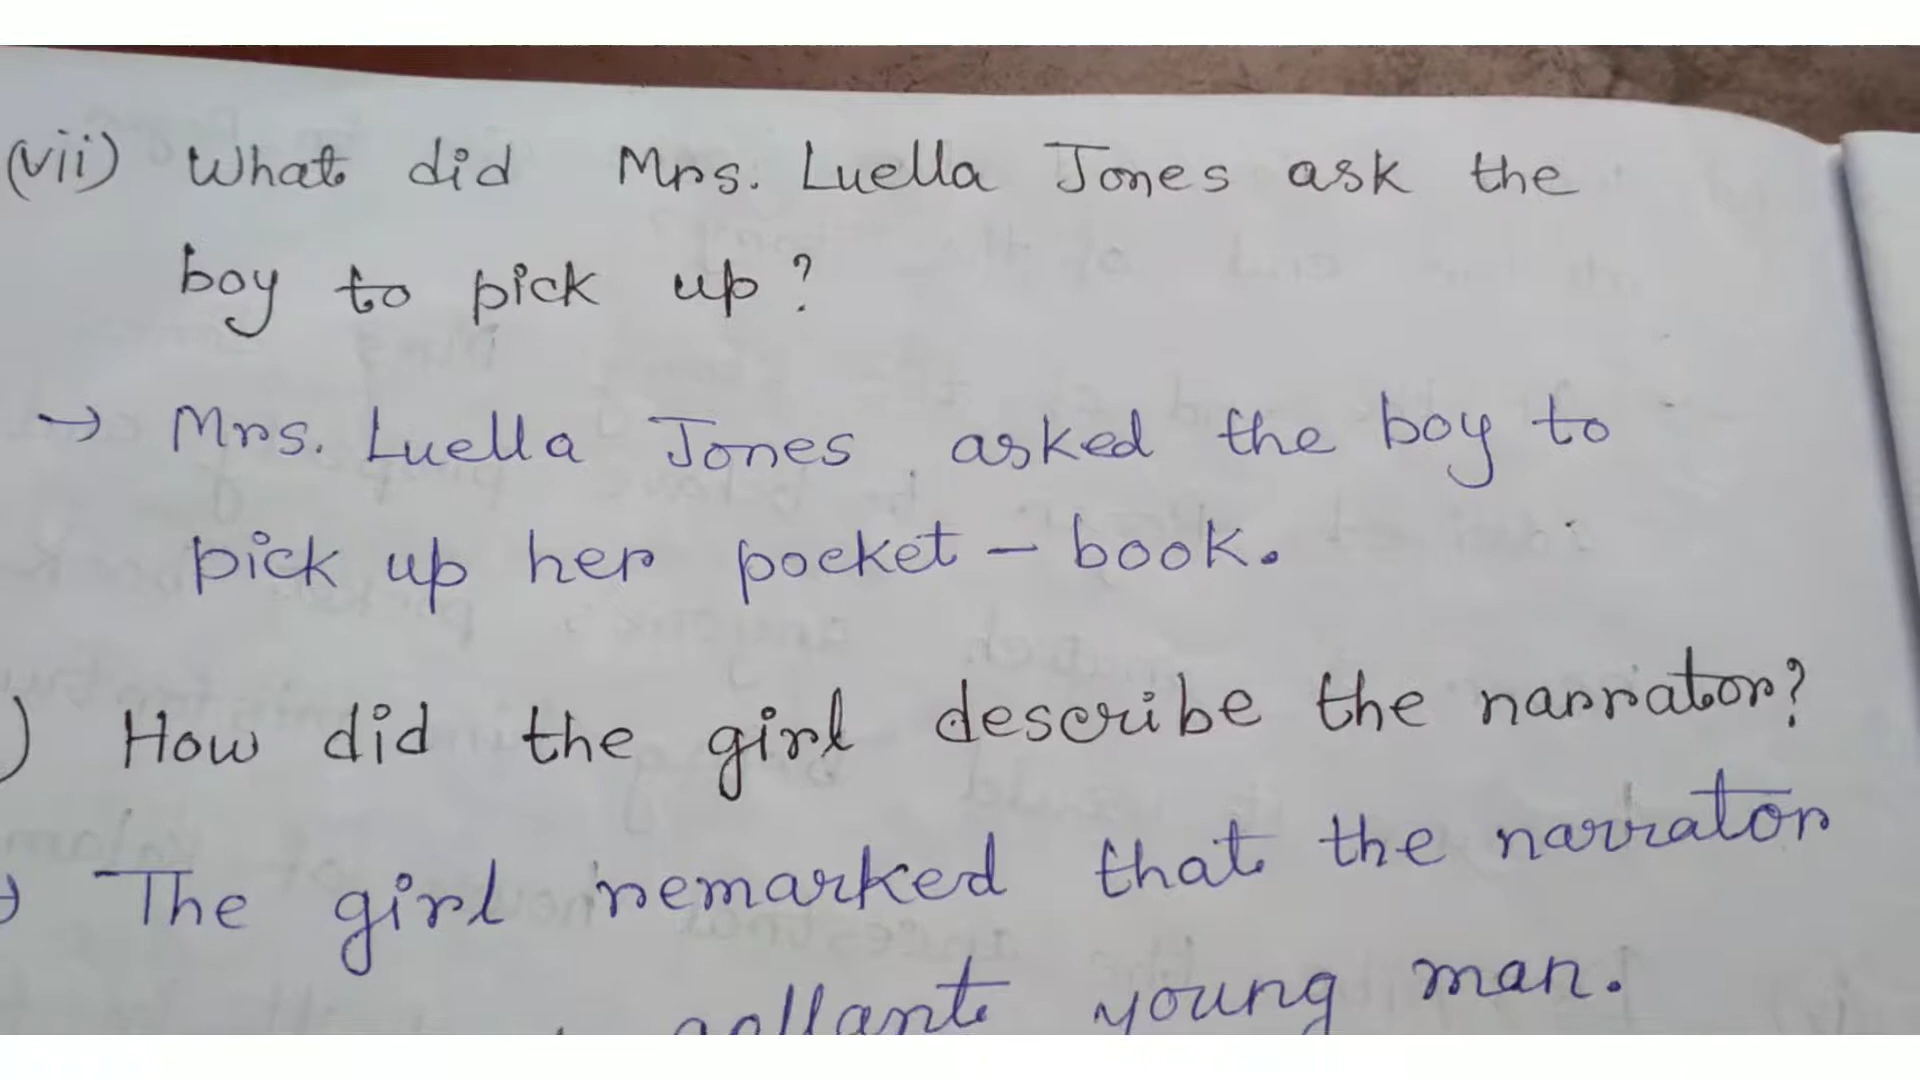 (vii) What did Mrs. Luella Jones ask the
boy to pick up?
→ Mrs. Luella Jones asked the boy to
pick up her pocket - book.
) How did the girl describe the narrator?
→ The girl remarked that the narrator
gallant young man.